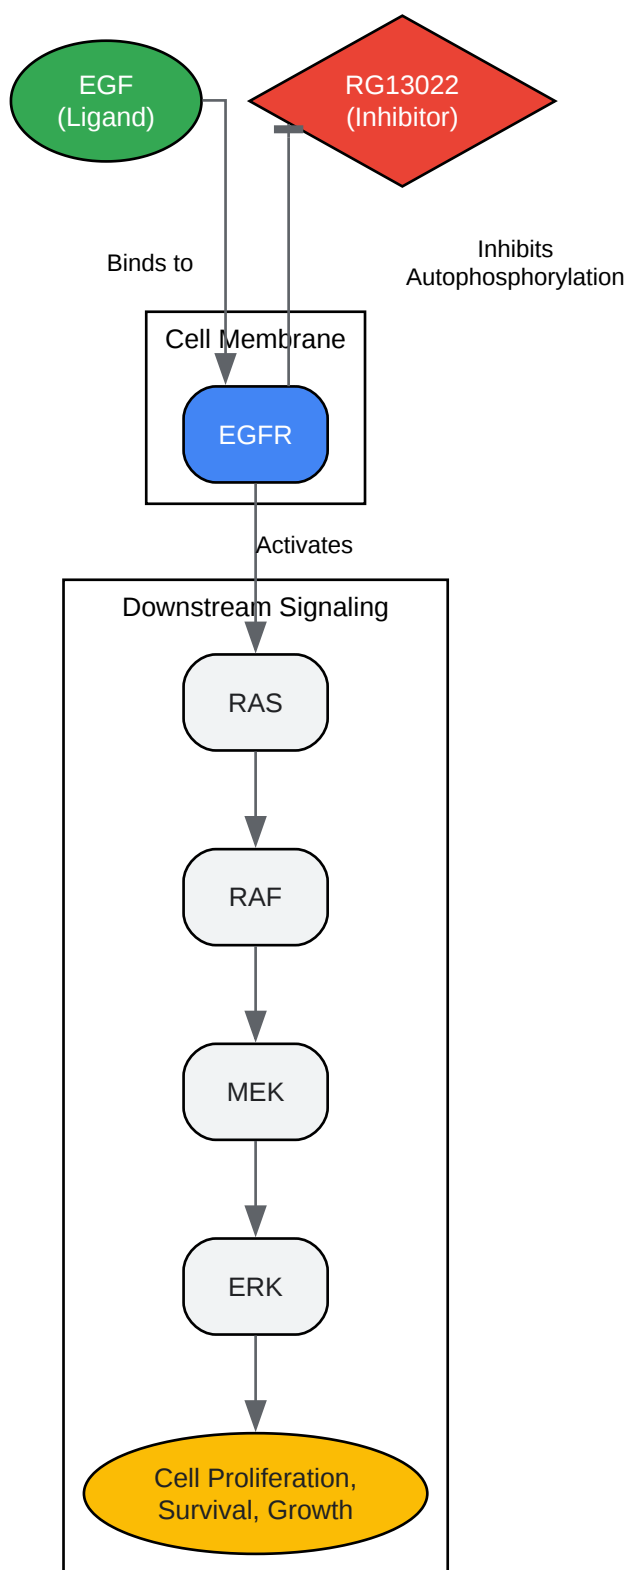 EGF
(Ligand)
RG13022
(Inhibitor)
Binds to
Inhibits
Autophosphorylation
Cell Membrane
EGFR
Activates
Downstream Signaling
RAS
RAF
MEK
ERK
Cell Proliferation,
Survival, Growth